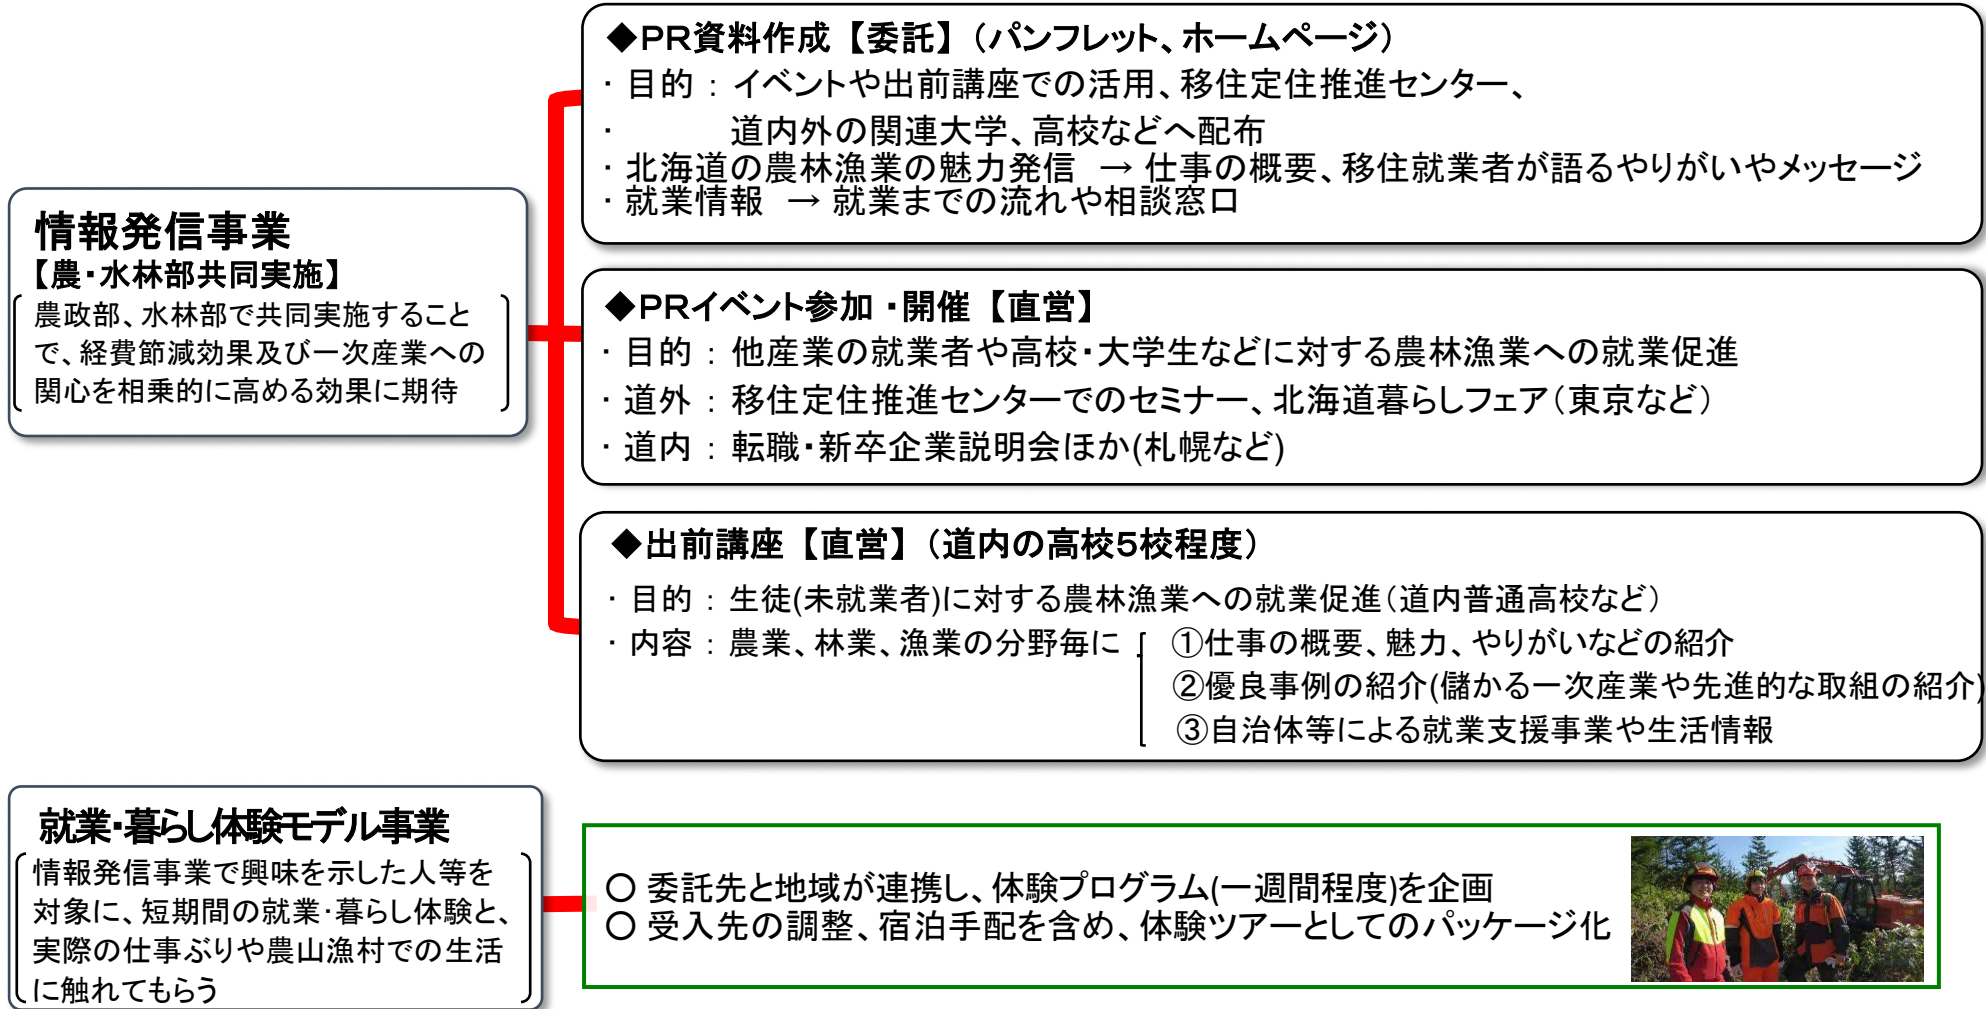 情報発信事業
【農・水林部共同実施】
農政部、水林部で共同実施すること
で、経費節減効果及び一次産業への
関心を相乗的に高める効果に期待
◆PR資料作成【委託】（パンフレット、ホームページ）
・目的：イベントや出前講座での活用、移住定住推進センター、
・　　　道内外の関連大学、高校などへ配布
・北海道の農林漁業の魅力発信　→ 仕事の概要、移住就業者が語るやりがいやメッセージ
・就業情報　→ 就業までの流れや相談窓口
◆PRイベント参加・開催【直営】
・目的：他産業の就業者や高校・大学生などに対する農林漁業への就業促進
・道外：移住定住推進センターでのセミナー、北海道暮らしフェア（東京など）
・道内：転職・新卒企業説明会ほか(札幌など)
◆出前講座【直営】（道内の高校５校程度）
・目的：生徒(未就業者)に対する農林漁業への就業促進（道内普通高校など）
・内容：農業、林業、漁業の分野毎に　①仕事の概要、魅力、やりがいなどの紹介
②優良事例の紹介(儲かる一次産業や先進的な取組の紹介)
③自治体等による就業支援事業や生活情報
就業・暮らし体験モデル事業
情報発信事業で興味を示した人等を
対象に、短期間の就業・暮らし体験と、
実際の仕事ぶりや農山漁村での生活
に触れてもらう
○ 委託先と地域が連携し、体験プログラム(一週間程度)を企画
○ 受入先の調整、宿泊手配を含め、体験ツアーとしてのパッケージ化